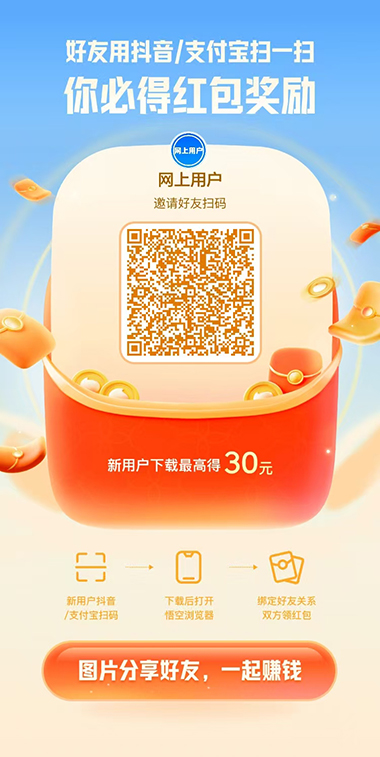 好友用抖音/支付宝扫一扫
你必得红包奖励
网上用户
网上用户
邀请好友扫码
新用户下载最高得 30元
新用户抖音
/支付宝扫码
下载后打开
悟空浏览器
绑定好友关系
双方领红包
图片分享好友，一起赚钱